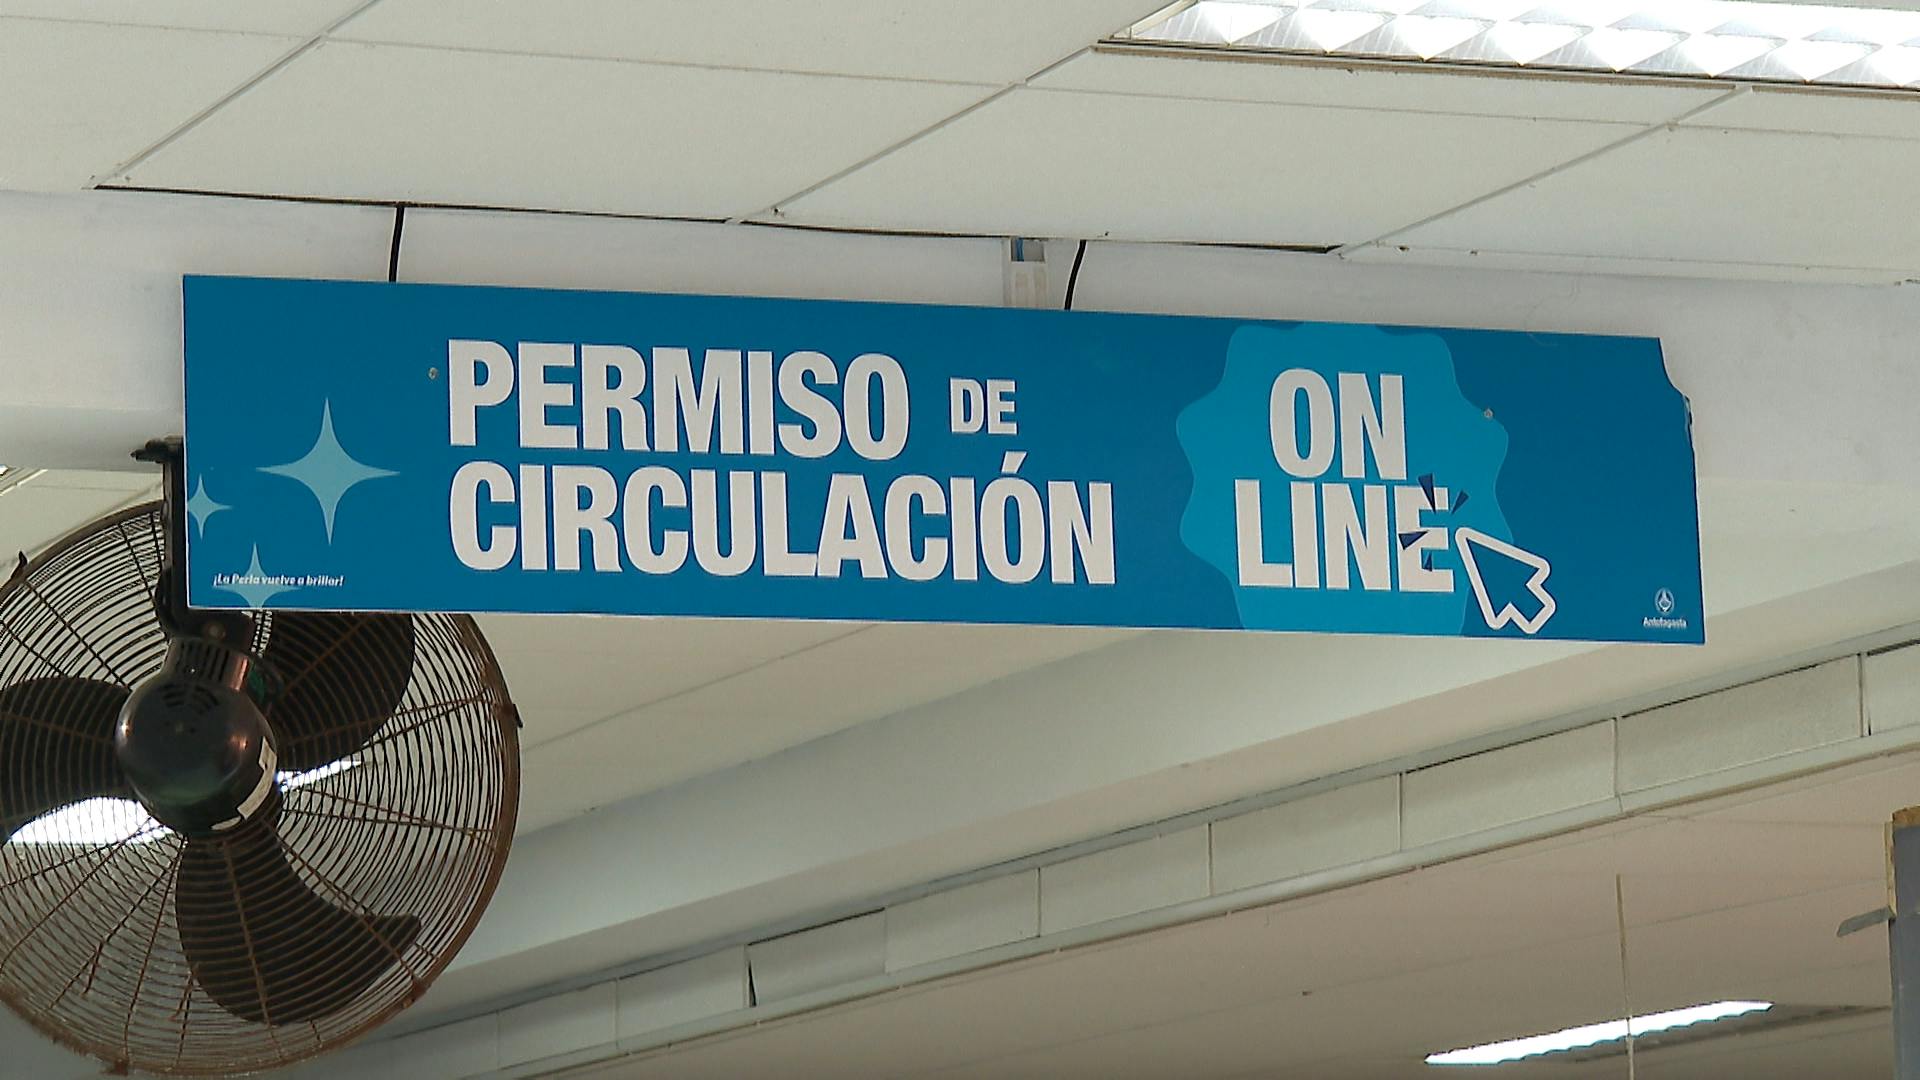 PERMISO DE
CIRCULACIÓN
ON
LINE
¡La Perla vuelve a brillar!
Antofagasta